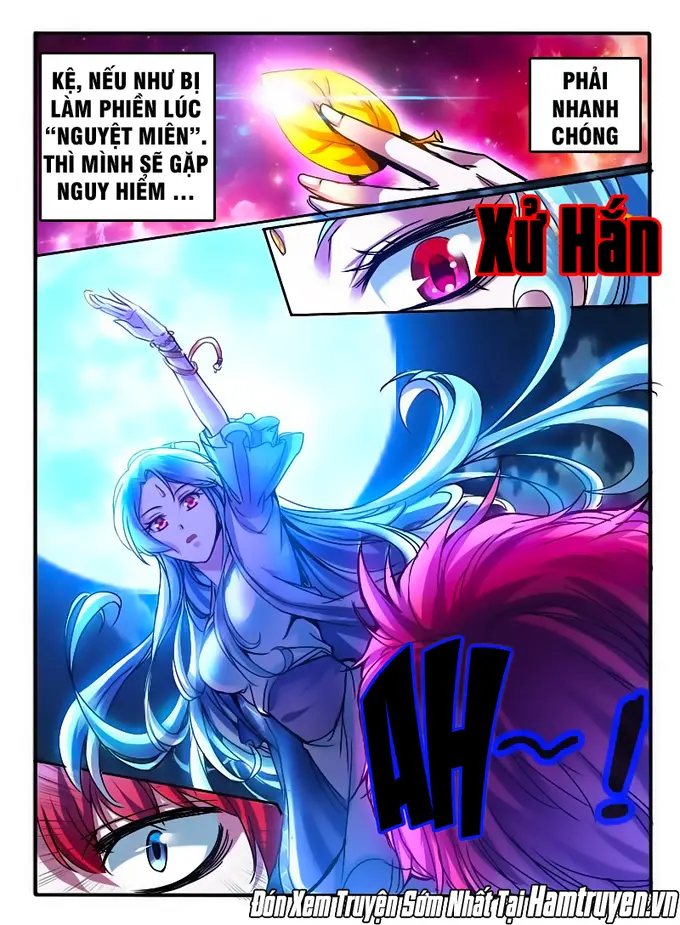 KỆ, NẾU NHƯ BỊ
LÀM PHIỀN LÚC
“NGUYỆT MIÊN”.
THÌ MÌNH SẼ GẶP
NGUY HIỂM ...
PHẢI
NHANH
CHÓNG
Xử Hắn
AH~!
Đón Xem Truyện Sớm Nhất Tại Hamtruyen.vn